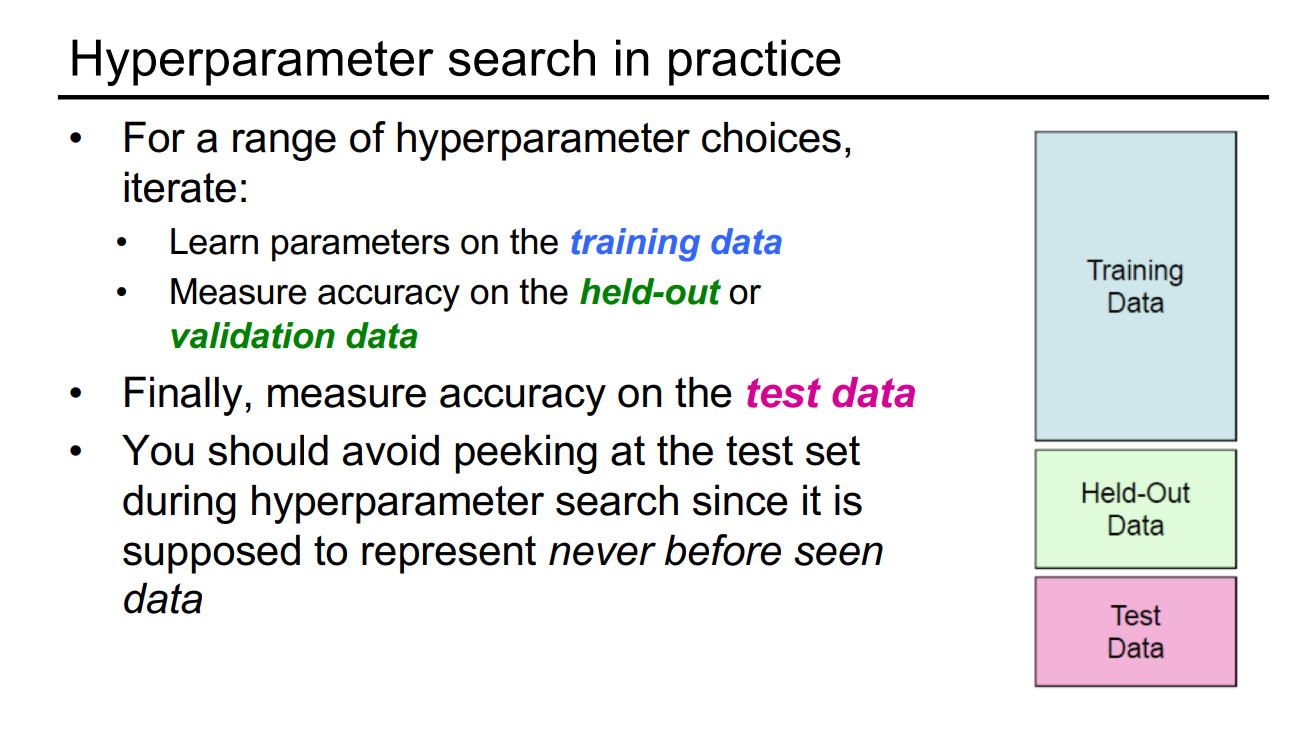 Hyperparameter search in practice
• For a range of hyperparameter choices,
iterate:
• Learn parameters on the training data
• Measure accuracy on the held-out or
validation data
• Finally, measure accuracy on the test data
• You should avoid peeking at the test set
during hyperparameter search since it is
supposed to represent never before seen
data
Training
Data
Held-Out
Data
Test
Data